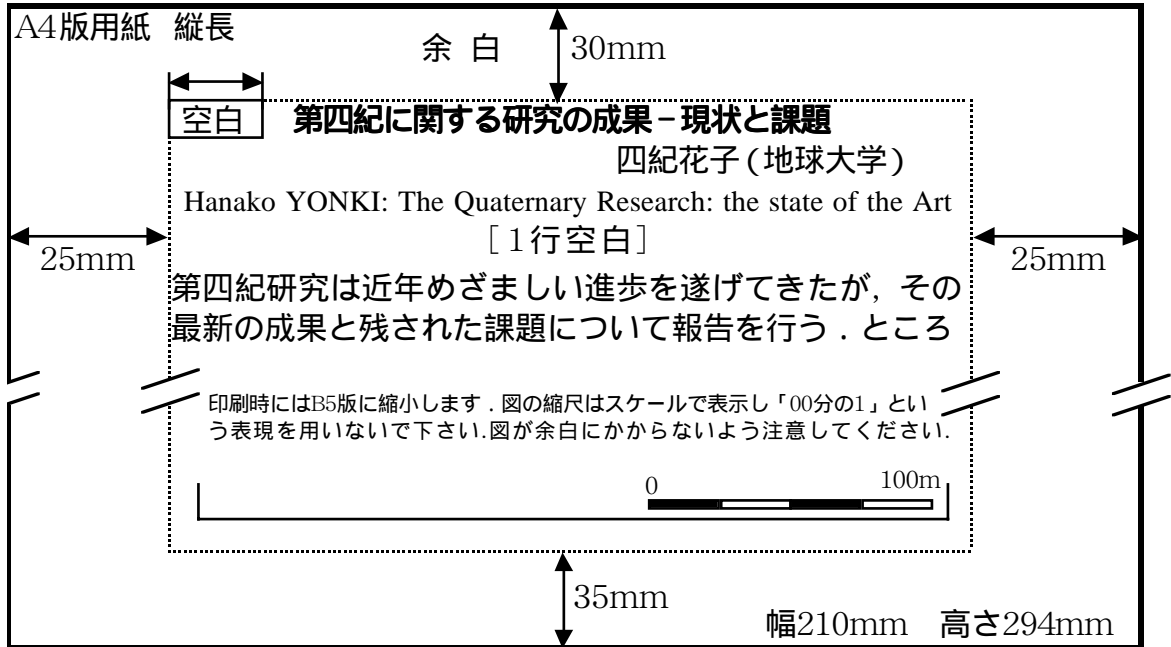 A4版用紙 縦長
余 白
30mm
空白
第四紀に関する研究の成果－現状と課題
四紀花子(地球大学)
Hanako YONKI: The Quaternary Research: the state of the Art
[1行空白]
25mm
25mm
第四紀研究は近年めざましい進歩を遂げてきたが, その
最新の成果と残された課題について報告を行う．ところ
印刷時にはB5版に縮小します．図の縮尺はスケールで表示し「00分の1」とい
う表現を用いないで下さい.図が余白にかからないよう注意してください.
0
100m
35mm
幅210mm 高さ294mm